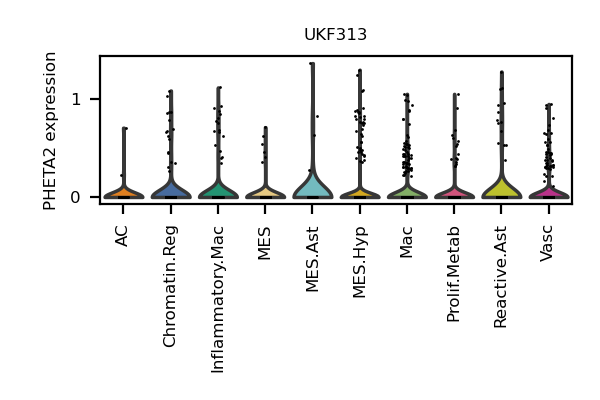 UKF313
PHETA2 expression
1
0
AC
Chromatin.Reg
Inflammatory.Mac
MES
MES.Ast
MES.Hyp
Mac
Prolif.Metab
Reactive.Ast
Vasc